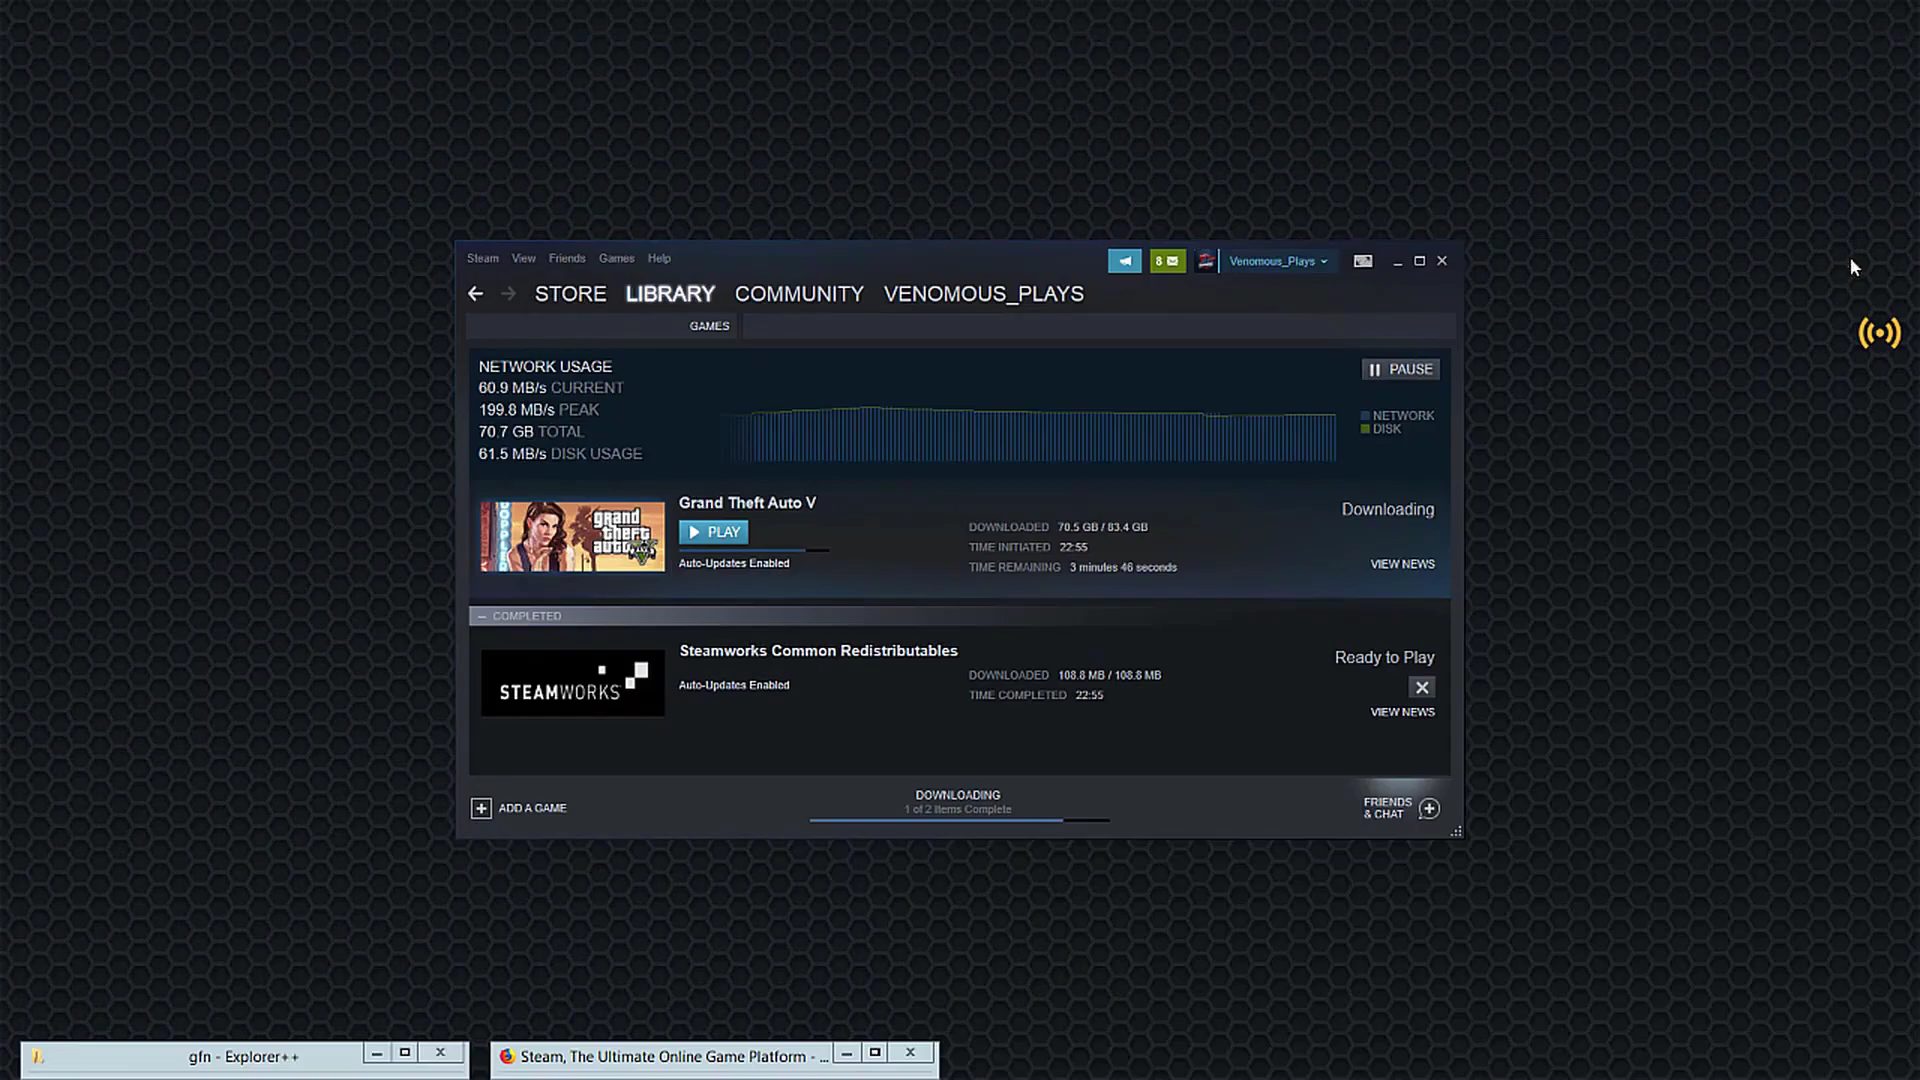 Steam View Friends Games Help
8
Venomous_Plays
STORE LIBRARY COMMUNITY VENOMOUS_PLAYS
GAMES
NETWORK USAGE
60.9 MB/s CURRENT
199.8 MB/s PEAK
70.7 GB TOTAL
61.5 MB/s DISK USAGE
PAUSE
NETWORK
DISK
grand
theft
auto
V
Grand Theft Auto V
PLAY
Auto-Updates Enabled
DOWNLOADED 70.5 GB / 83.4 GB
TIME INITIATED 22:55
TIME REMAINING 3 minutes 46 seconds
Downloading
VIEW NEWS
COMPLETED
STEAMWORKS
Steamworks Common Redistributables
Auto-Updates Enabled
DOWNLOADED 108.8 MB / 108.8 MB
TIME COMPLETED 22:55
Ready to Play
VIEW NEWS
ADD A GAME
DOWNLOADING
1 of 2 Items Complete
FRIENDS
& CHAT
gfn - Explorer++
Steam, The Ultimate Online Game Platform - ...